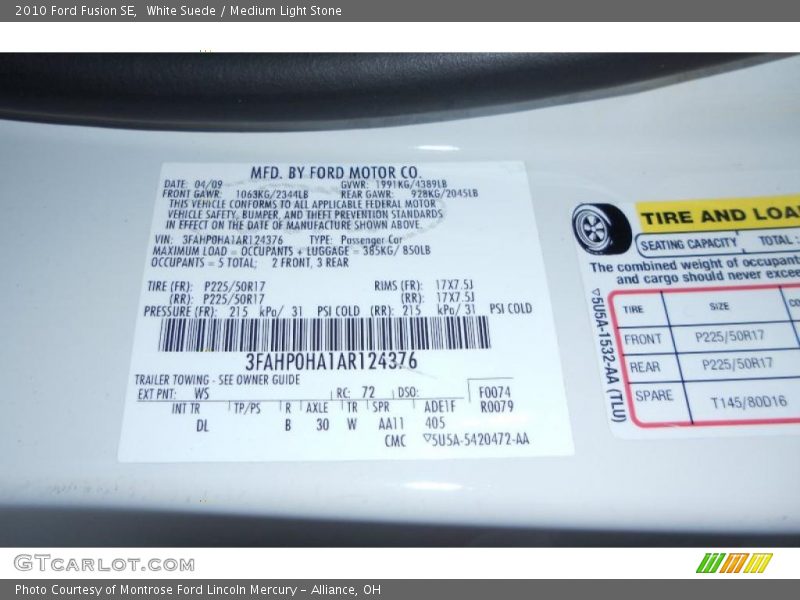 2010 Ford Fusion SE,  White Suede / Medium Light Stone
MFD. BY FORD MOTOR CO.
DATE: 04/09 GVWR: 1991KG/4389LB
FRONT GAWR: 1063KG/2344LB REAR GAWR: 928KG/2045LB
THIS VEHICLE CONFORMS TO ALL APPLICABLE FEDERAL MOTOR
VEHICLE SAFETY, BUMPER, AND THEFT PREVENTION STANDARDS
IN EFFECT ON THE DATE OF MANUFACTURE SHOWN ABOVE.
VIN: 3FAHP0HA1AR124376 TYPE: Passenger Car
MAXIMUM LOAD = OCCUPANTS + LUGGAGE = 385KG/ 850LB
OCCUPANTS = 5 TOTAL; 2 FRONT, 3 REAR
TIRE (FR): P225/50R17 RIMS (FR): 17X7.5J
(RR): P225/50R17 (RR): 17X7.5J
PRESSURE (FR): 215 kPa/ 31 PSI COLD (RR): 215 kPa/ 31 PSI COLD
3FAHP0HA1AR124376
TRAILER TOWING - SEE OWNER GUIDE
EXT PNT: WS RC: 72 DSO: F0074
INT TR TP/PS R AXLE TR SPR ADE1F R0079
DL B 30 W AA11 405
CMC ▽5U5A-5420472-AA
TIRE AND LOA
SEATING CAPACITY TOTAL :
The combined weight of occupant
and cargo should never excee
TIRE SIZE CO
FRONT P225/50R17
REAR P225/50R17
SPARE T145/80D16
▽5U5A-1532-AA (TLU)
GTCARLOT.COM
Photo Courtesy of Montrose Ford Lincoln Mercury - Alliance, OH